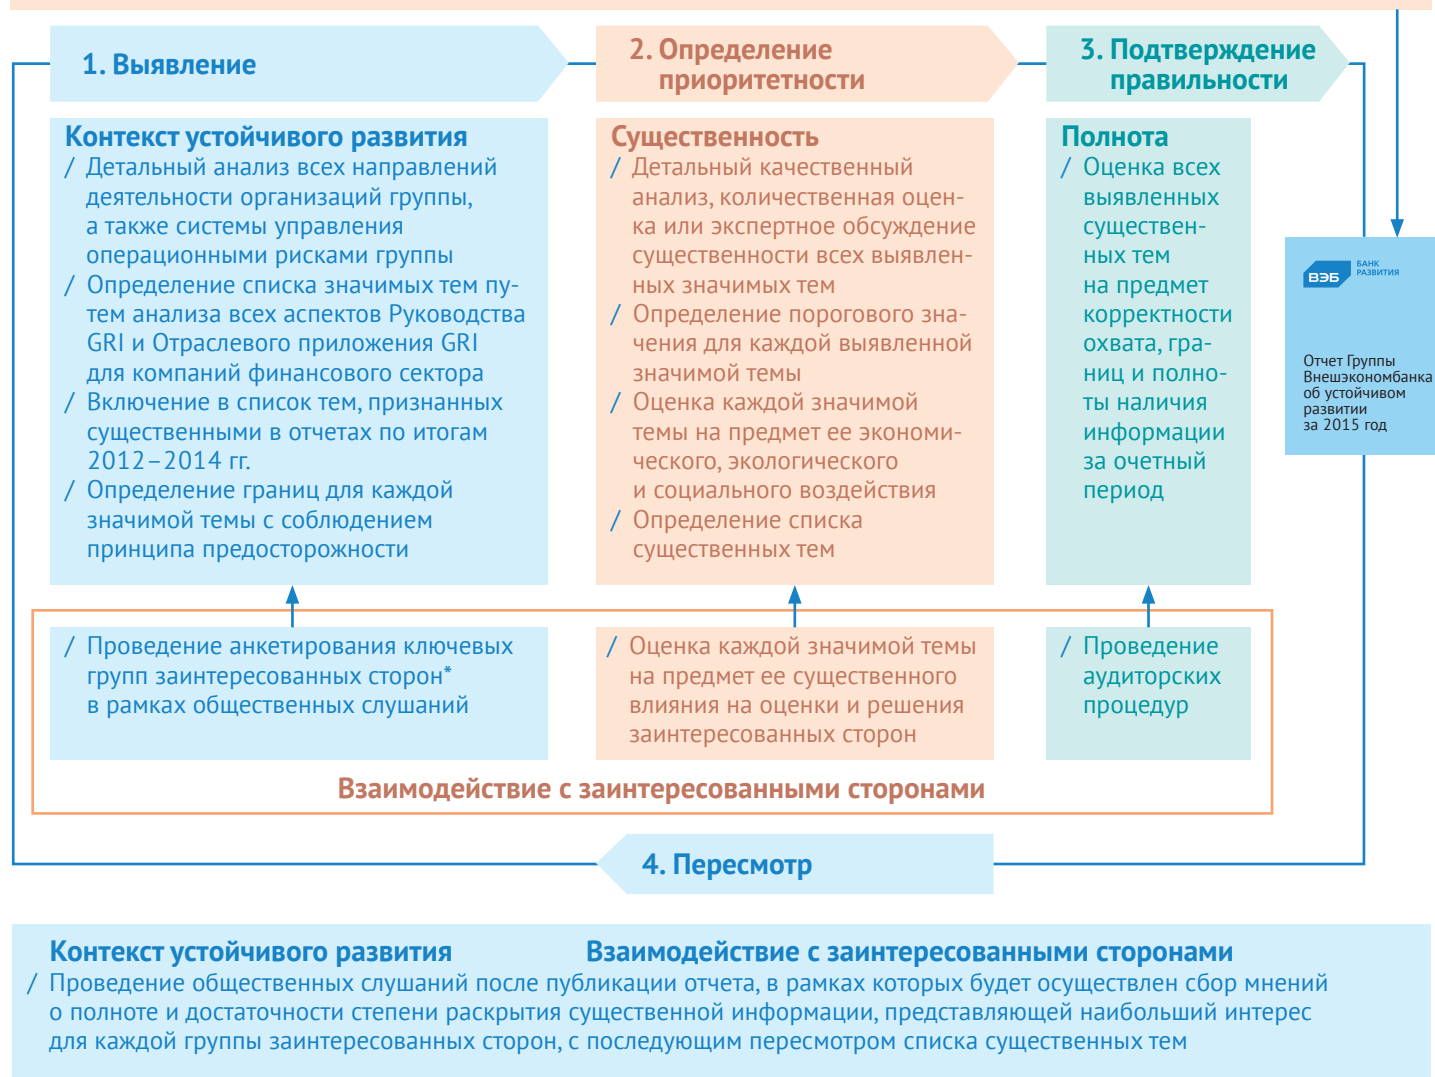 1. Выявление
2. Определение
приоритетности
3. Подтверждение
правильности
Контекст устойчивого развития
/ Детальный анализ всех направлений
деятельности организаций группы,
а также системы управления
операционными рисками группы
/ Определение списка значимых тем пу-
тем анализа всех аспектов Руководства
GRI и Отраслевого приложения GRI
для компаний финансового сектора
/ Включение в список тем, признанных
существенными в отчетах по итогам
2012–2014 гг.
/ Определение границ для каждой
значимой темы с соблюдением
принципа предосторожности
Существенность
/ Детальный качественный
анализ, количественная оцен-
ка или экспертное обсуждение
существенности всех выявлен-
ных значимых тем
/ Определение порогового зна-
чения для каждой выявленной
значимой темы
/ Оценка каждой значимой
темы на предмет ее экономи-
ческого, экологического
и социального воздействия
/ Определение списка
существенных тем
Полнота
/ Оценка всех
выявленных
существен-
ных тем
на предмет
корректности
охвата, гра-
ниц и полно-
ты наличия
информации
за очетный
период
ВЭБ
БАНК
РАЗВИТИЯ
Отчет Группы
Внешэкономбанка
об устойчивом
развитии
за 2015 год
/ Проведение анкетирования ключевых
групп заинтересованных сторон*
в рамках общественных слушаний
/ Оценка каждой значимой темы
на предмет ее существенного
влияния на оценки и решения
заинтересованных сторон
/ Проведение
аудиторских
процедур
Взаимодействие с заинтересованными сторонами
4. Пересмотр
Контекст устойчивого развития
Взаимодействие с заинтересованными сторонами
/ Проведение общественных слушаний после публикации отчета, в рамках которых будет осуществлен сбор мнений
о полноте и достаточности степени раскрытия существенной информации, представляющей наибольший интерес
для каждой группы заинтересованных сторон, с последующим пересмотром списка существенных тем